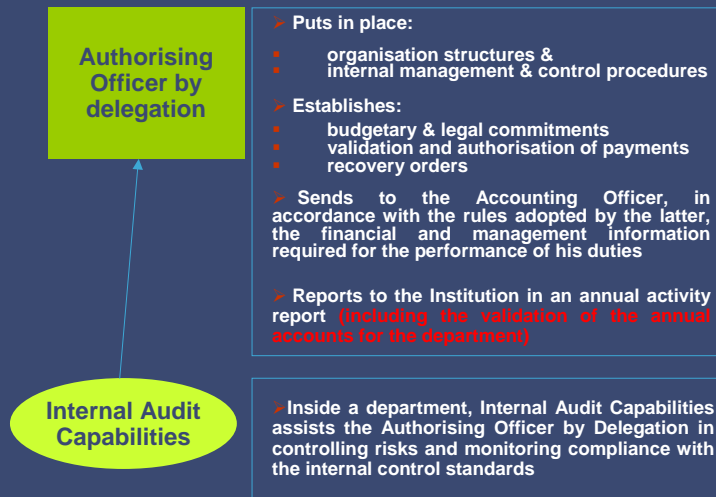 Authorising
Officer by
delegation
➢ Puts in place:
▪ organisation structures &
▪ internal management & control procedures
➢ Establishes:
▪ budgetary & legal commitments
▪ validation and authorisation of payments
▪ recovery orders
➢ Sends to the Accounting Officer, in
accordance with the rules adopted by the latter,
the financial and management information
required for the performance of his duties
➢ Reports to the Institution in an annual activity
report (Including the validation of the annual
accounts for the department)
Internal Audit
Capabilities
➢Inside a department, Internal Audit Capabilities
assists the Authorising Officer by Delegation in
controlling risks and monitoring compliance with
the internal control standards